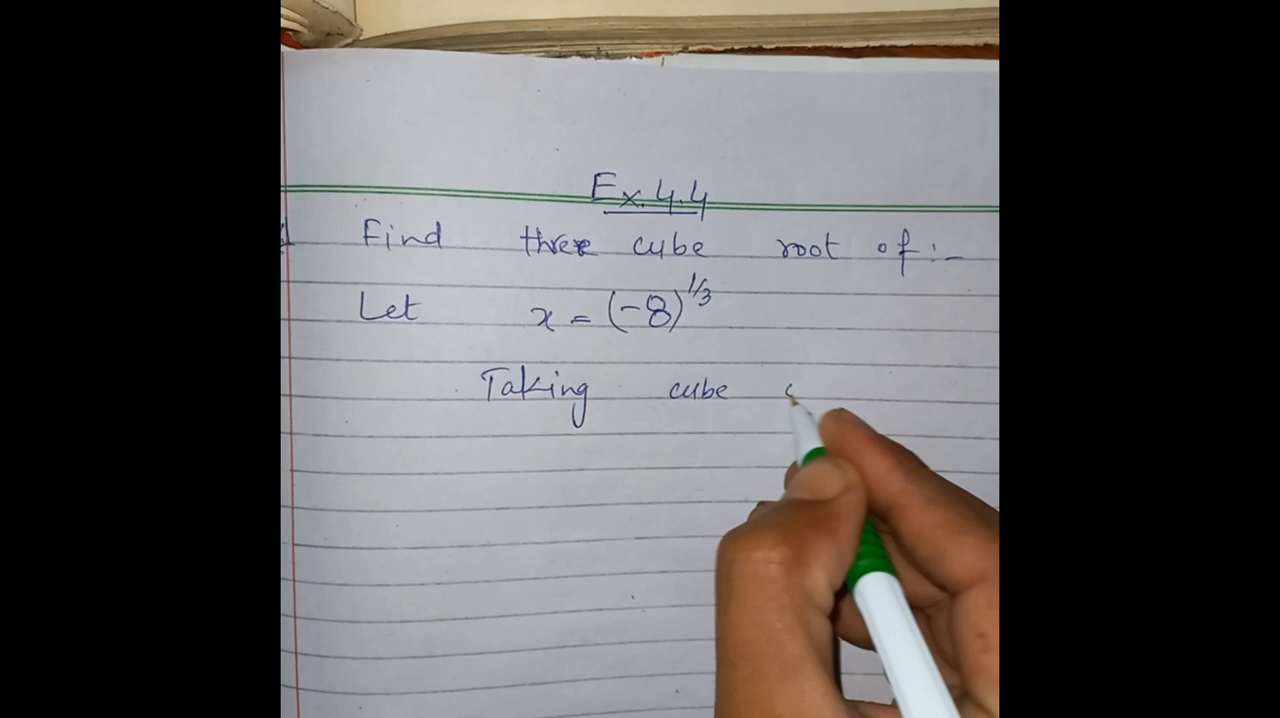 Ex.4.4
Find three cube root of:-
Let x = (-8)^1/3
Taking cube